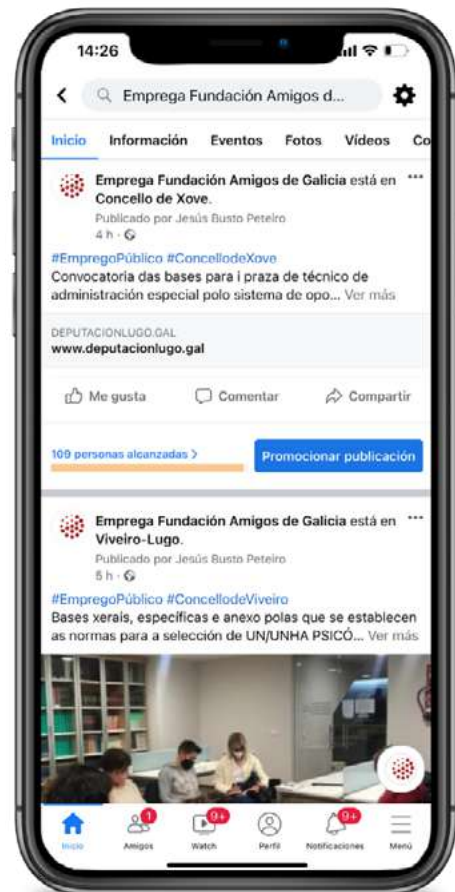 14:26
Emprega Fundación Amigos d...
Inicio Información Eventos Fotos Vídeos Co
Emprega Fundación Amigos de Galicia está en
Concello de Xove.
Publicado por Jesús Busto Peteiro
4 h ·
#EmpregoPúblico #ConcellodeXove
Convocatoria das bases para i praza de técnico de
administración especial polo sistema de opo... Ver más
DEPUTACIONLUGO.GAL
www.deputacionlugo.gal
Me gusta Comentar Compartir
109 personas alcanzadas >
Promocionar publicación
Emprega Fundación Amigos de Galicia está en
Viveiro-Lugo.
Publicado por Jesús Busto Peteiro
5 h ·
#EmpregoPúblico #ConcellodeViveiro
Bases xerais, específicas e anexo polas que se establecen
as normas para a selección de UN/UNHA PSICÓ... Ver más
1 9+ 9+
Inicio Amigos Watch Perfil Notificaciones Menú